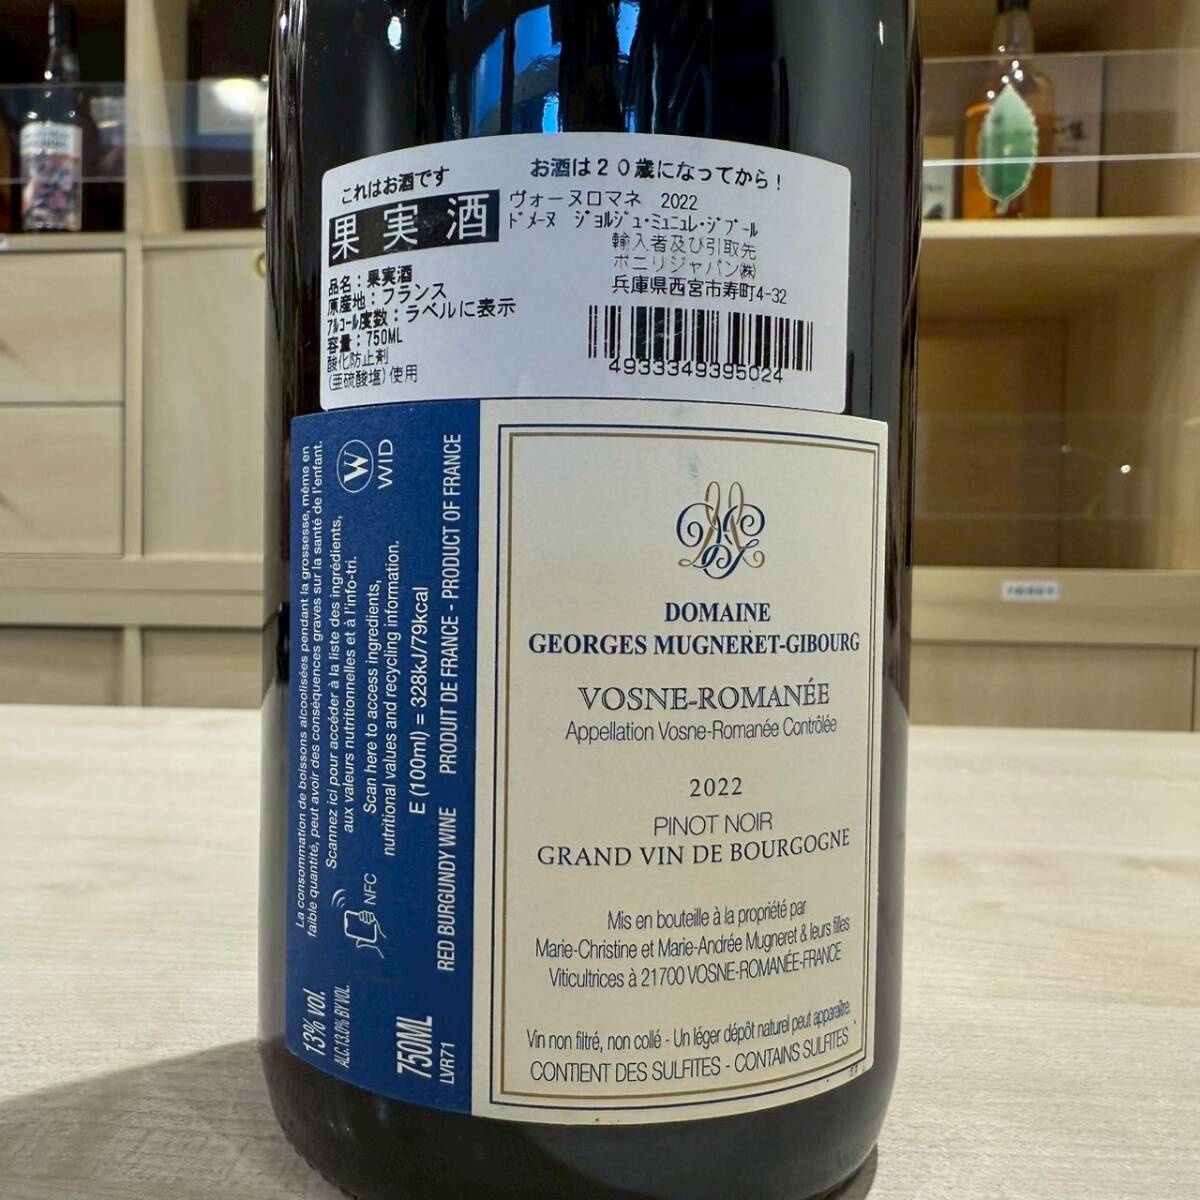 これはお酒です
お酒は20歳になってから!
果実酒
ヴォーヌロマネ 2022
ドメーヌ ジョルジュ・ミュニュレ・ジブール
輸入者及び引取先
ボニリジャパン㈱
兵庫県西宮市寿町4-32
品名:果実酒
原産地:フランス
アルコール度数:ラベルに表示
容量:750ML
酸化防止剤
(亜硫酸塩)使用
4933349395024
La consommation de boissons alcoolisées pendant la grossesse, même en
faible quantité, peut avoir des conséquences graves sur la santé de l'enfant.
Scannez ici pour accéder à la liste des ingrédients,
aux valeurs nutritionnelles et à l'info-tri.
Scan here to access ingredients,
nutritional values and recycling information.
E (100ml) = 328kJ/79kcal
W
WID
NFC
RED BURGUNDY WINE PRODUIT DE FRANCE - PRODUCT OF FRANCE
13% vol.
ALC.13.0% BY VOL.
750ML
LVR71
DOMAINE
GEORGES MUGNERET-GIBOURG
VOSNE-ROMANÉE
Appellation Vosne-Romanée Contrôlée
2022
PINOT NOIR
GRAND VIN DE BOURGOGNE
Mis en bouteille à la propriété par
Marie-Christine et Marie-Andrée Mugneret & leurs filles
Viticultrices à 21700 VOSNE-ROMANÉE-FRANCE
Vin non filtré, non collé - Un léger dépôt naturel peut apparaître.
CONTIENT DES SULFITES - CONTAINS SULFITES